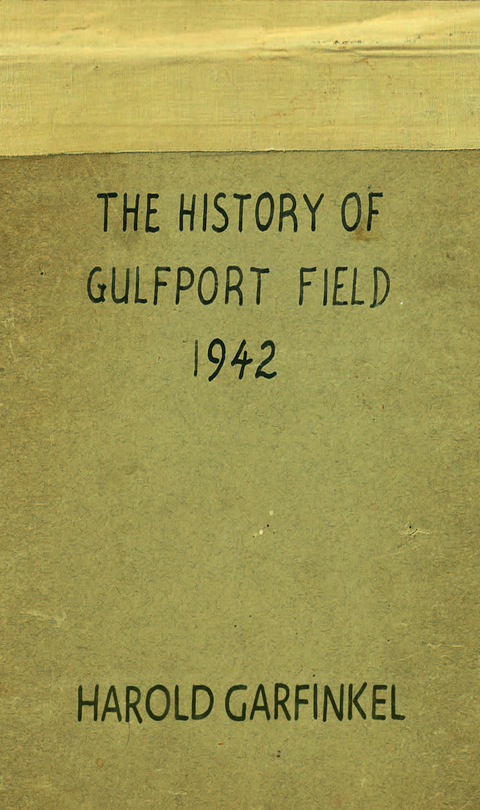 THE HISTORY OF
GULFPORT FIELD
1942
HAROLD GARFINKEL